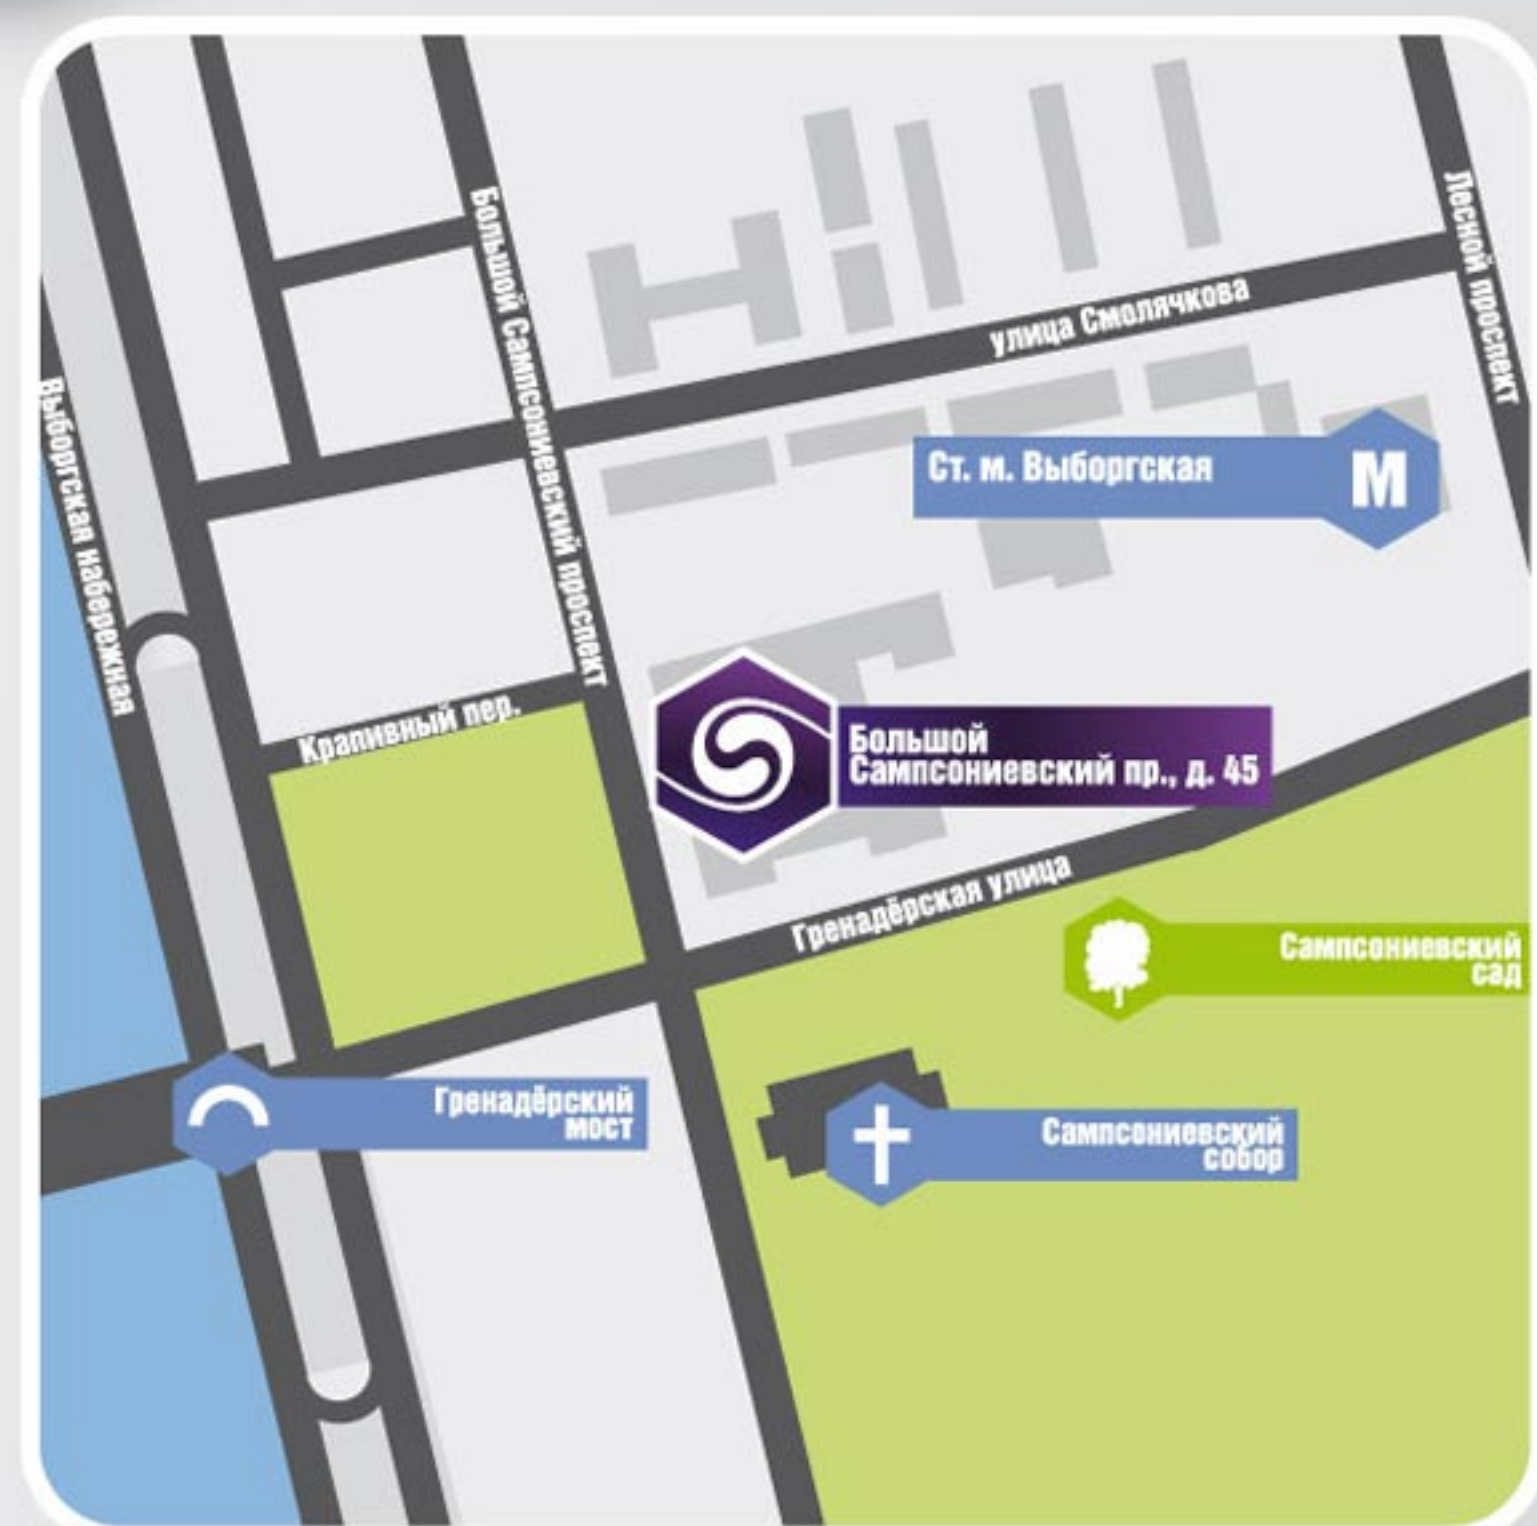 Лесной проспект
Большой Сампсониевский проспект
улица Смолячкова
Выборгская набережная
Ст. м. Выборгская
М
Крапивный пер.
Большой
Сампсониевский пр., д. 45
Гренадёрская улица
Сампсониевский
сад
Гренадёрский
мост
Сампсониевский
собор